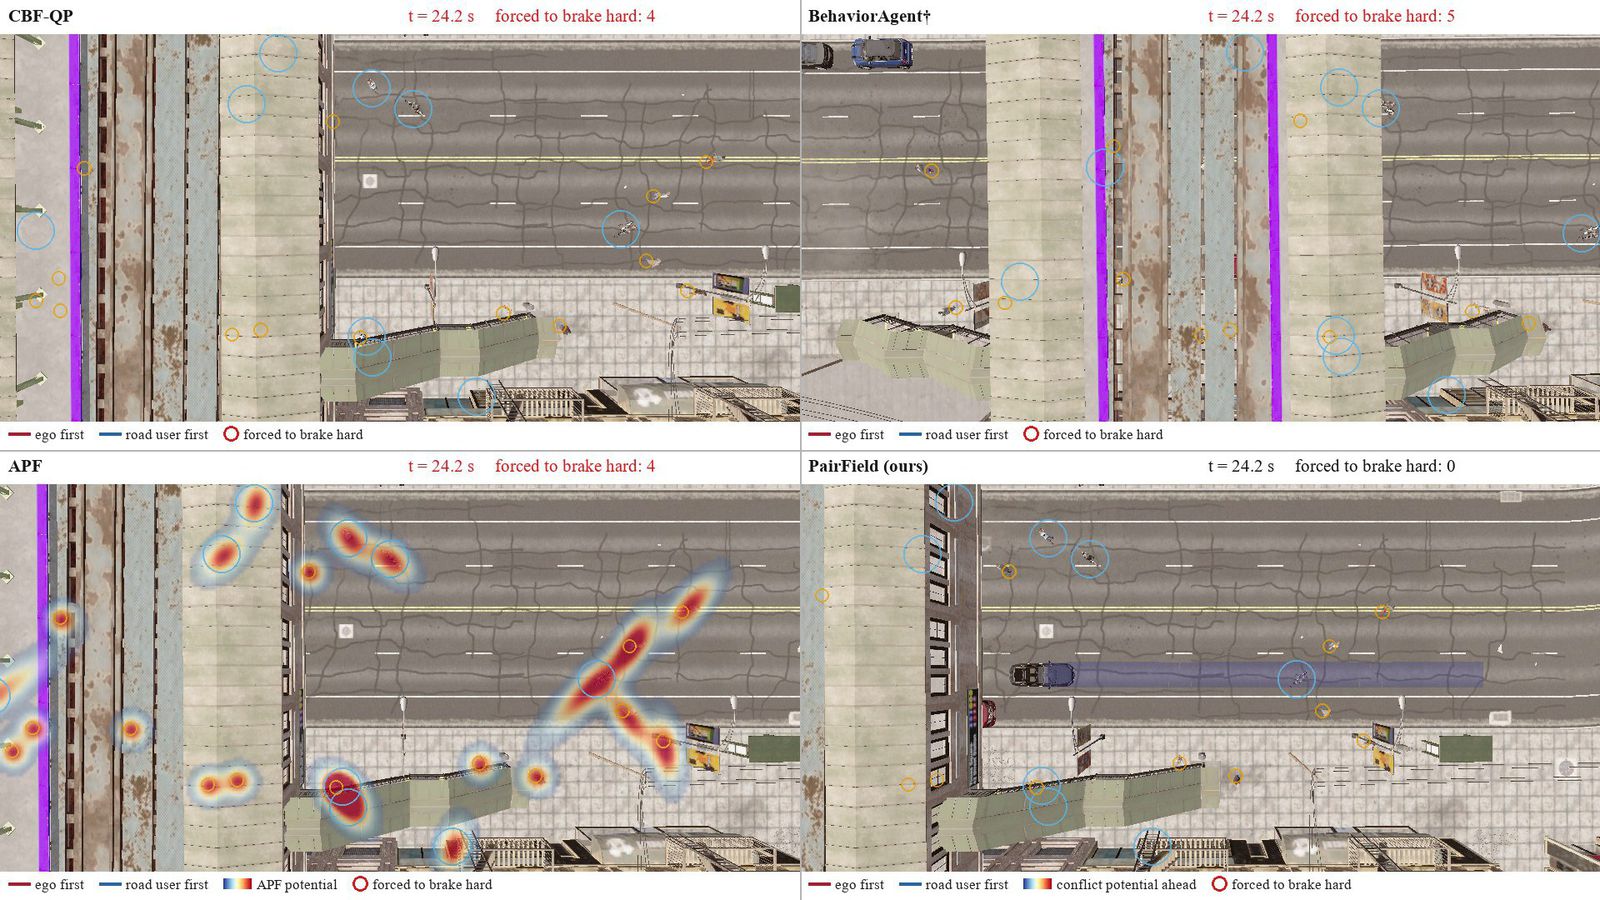 CBF-QP t = 24.2 s forced to brake hard: 4
BehaviorAgent† t = 24.2 s forced to brake hard: 5
ego first road user first forced to brake hard
ego first road user first forced to brake hard
APF t = 24.2 s forced to brake hard: 4
PairField (ours) t = 24.2 s forced to brake hard: 0
ego first road user first APF potential forced to brake hard
ego first road user first conflict potential ahead forced to brake hard